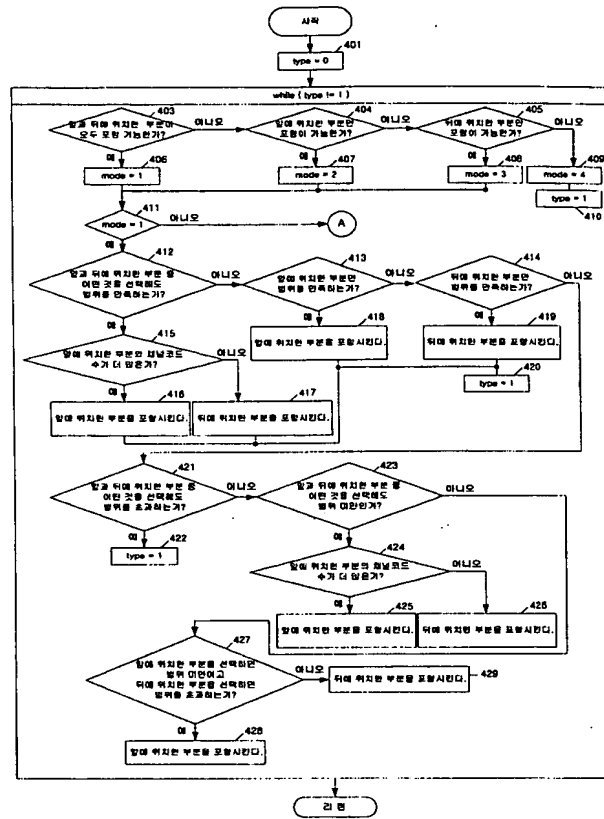 시작
401
type = 0
while ( type != 1 )
403
앞과 뒤에 위치한 부분이
모두 포함 가능한가?
아니오
404
앞에 위치한 부분만
포함이 가능한가?
아니오
405
뒤에 위치한 부분만
포함이 가능한가?
아니오
예
406
mode = 1
예
407
mode = 2
예
408
mode = 3
409
mode = 4
type = 1
410
411
mode = 1
아니오
A
예
412
앞과 뒤에 위치한 부분 중
어떤 것을 선택해도
범위를 만족하는가?
아니오
413
앞에 위치한 부분만
범위를 만족하는가?
아니오
414
뒤에 위치한 부분만
범위를 만족하는가?
아니오
예
415
앞에 위치한 부분의 채널코드
수가 더 많은가?
아니오
예
418
앞에 위치한 부분을 포함시킨다.
예
419
뒤에 위치한 부분을 포함시킨다.
420
type = 1
예
416
앞에 위치한 부분을 포함시킨다.
417
뒤에 위치한 부분을 포함시킨다.
421
앞과 뒤에 위치한 부분 중
어떤 것을 선택해도
범위를 초과하는가?
아니오
423
앞과 뒤에 위치한 부분 중
어떤 것을 선택해도
범위 미만인가?
아니오
예
422
type = 1
예
424
앞에 위치한 부분의 채널코드
수가 더 많은가?
아니오
예
425
앞에 위치한 부분을 포함시킨다.
426
뒤에 위치한 부분을 포함시킨다.
427
앞에 위치한 부분을 선택하면
범위 미만이고
뒤에 위치한 부분을 선택하면
범위를 초과하는가?
아니오
429
뒤에 위치한 부분을 포함시킨다.
예
428
앞에 위치한 부분을 포함시킨다.
리턴